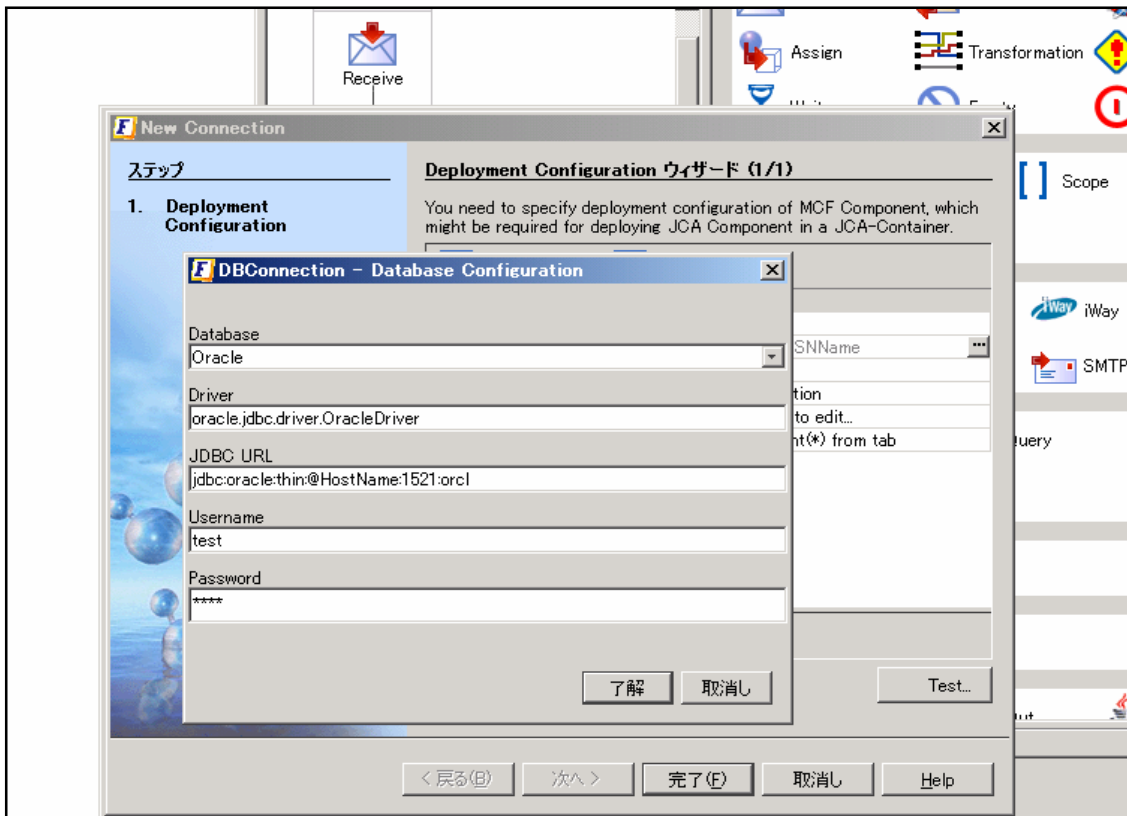 Receive
Assign
Transformation
Scope
iWay
iWay
SMTP
New Connection
ステップ
1. Deployment
Configuration
Deployment Configuration ウィザード (1/1)
You need to specify deployment configuration of MCF Component, which
might be required for deploying JCA Component in a JCA-Container.
DBConnection - Database Configuration
Database
Oracle
Driver
oracle.jdbc.driver.OracleDriver
JDBC URL
jdbc:oracle:thin:@HostName:1521:orcl
Username
test
Password
****
了解
取消し
SNName
...
tion
to edit...
nt(*) from tab
Test...
< 戻る(B)
次へ >
完了(F)
取消し
Help